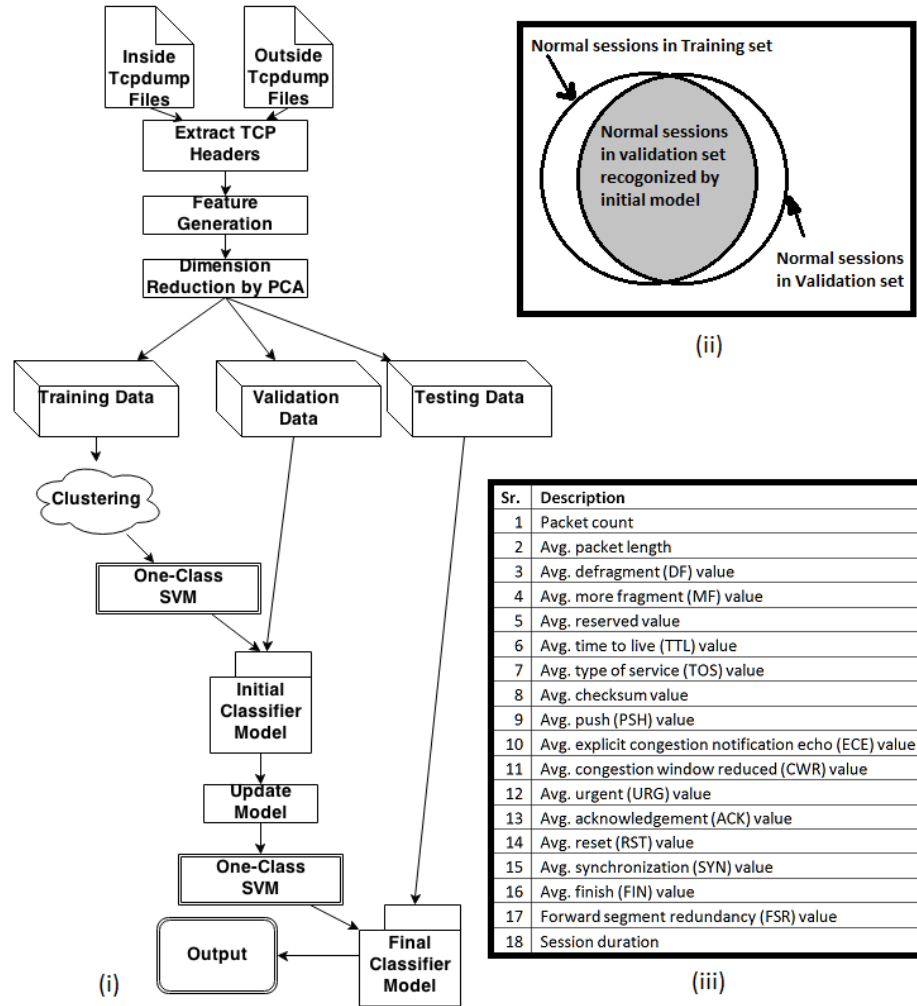 Inside
Tcpdump
Files
Outside
Tcpdump
Files
Extract TCP
Headers
Feature
Generation
Dimension
Reduction by PCA
Training Data
Validation
Data
Testing Data
Clustering
One-Class
SVM
Initial
Classifier
Model
Update
Model
One-Class
SVM
Output
Final
Classifier
Model
(i)
Normal sessions in Training set
Normal sessions
in validation set
recogonized by
initial model
Normal sessions
in Validation set
(ii)
Sr. Description
1 Packet count
2 Avg. packet length
3 Avg. defragment (DF) value
4 Avg. more fragment (MF) value
5 Avg. reserved value
6 Avg. time to live (TTL) value
7 Avg. type of service (TOS) value
8 Avg. checksum value
9 Avg. push (PSH) value
10 Avg. explicit congestion notification echo (ECE) value
11 Avg. congestion window reduced (CWR) value
12 Avg. urgent (URG) value
13 Avg. acknowledgement (ACK) value
14 Avg. reset (RST) value
15 Avg. synchronization (SYN) value
16 Avg. finish (FIN) value
17 Forward segment redundancy (FSR) value
18 Session duration
(iii)